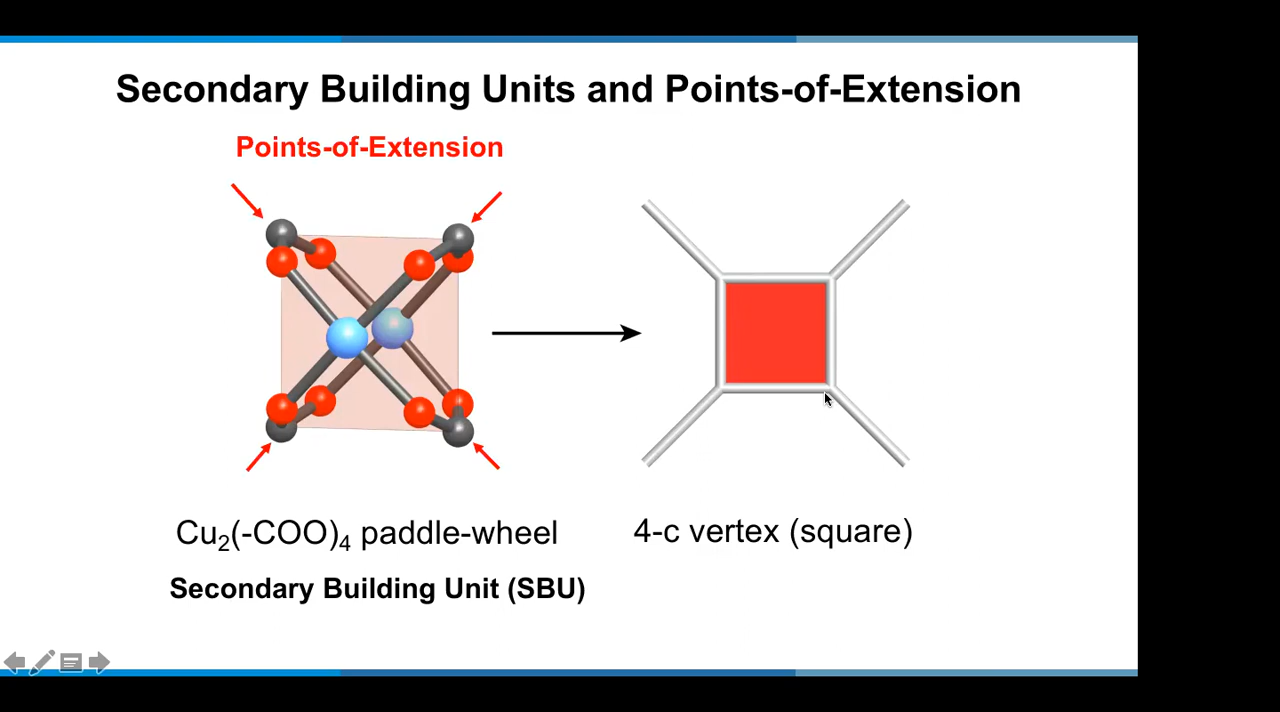 Secondary Building Units and Points-of-Extension
Points-of-Extension
Cu₂(-COO)₄ paddle-wheel
4-c vertex (square)
Secondary Building Unit (SBU)